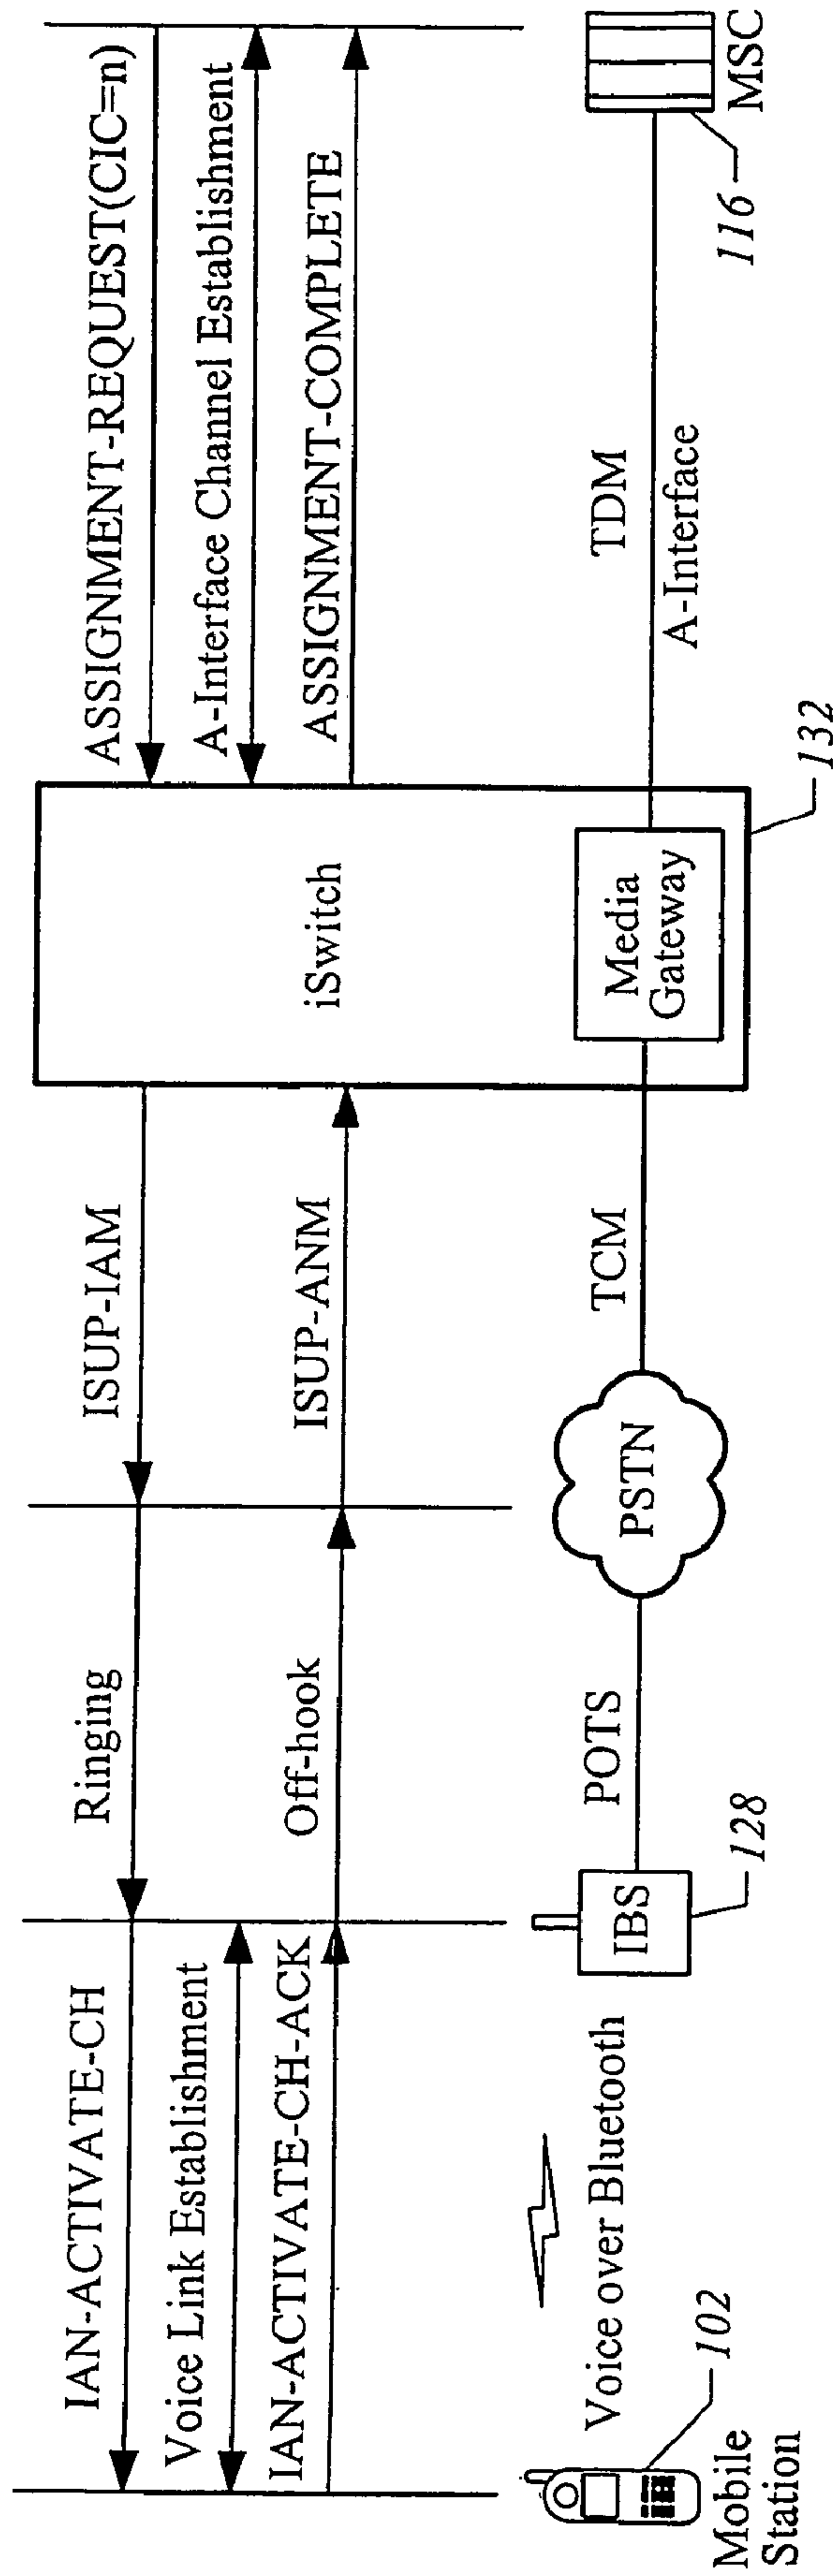 IAN-ACTIVATE-CH
Ringing
ISUP-IAM
ASSIGNMENT-REQUEST(CIC=n)
Voice Link Establishment
A-Interface Channel Establishment
IAN-ACTIVATE-CH-ACK
Off-hook
ISUP-ANM
iSwitch
ASSIGNMENT-COMPLETE
Voice over Bluetooth
IBS
POTS
PSTN
TCM
Media
Gateway
TDM
A-Interface
102
128
132
116
Mobile
Station
MSC